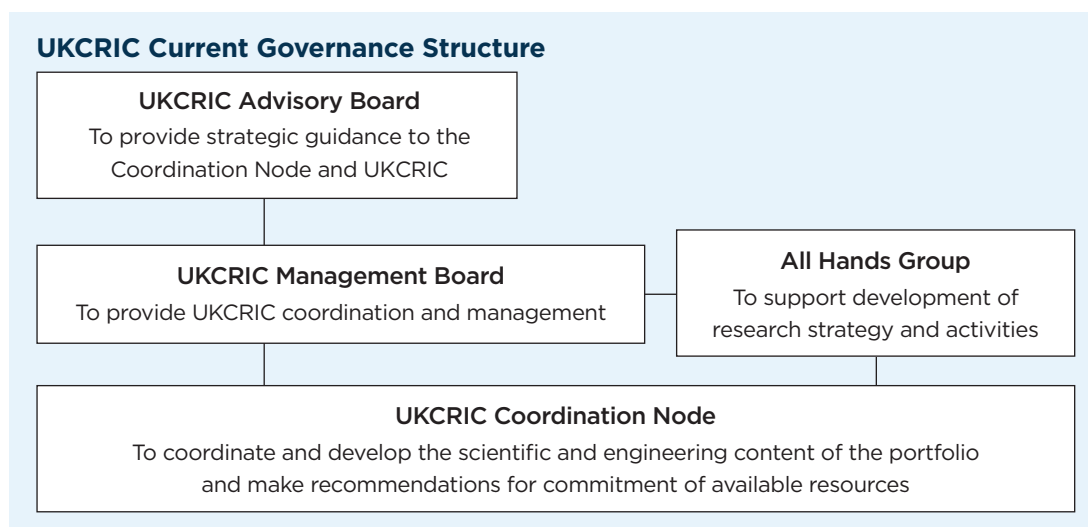 UKCRIC Current Governance Structure
UKCRIC Advisory Board
To provide strategic guidance to the
Coordination Node and UKCRIC
UKCRIC Management Board
To provide UKCRIC coordination and management
All Hands Group
To support development of
research strategy and activities
UKCRIC Coordination Node
To coordinate and develop the scientific and engineering content of the portfolio
and make recommendations for commitment of available resources